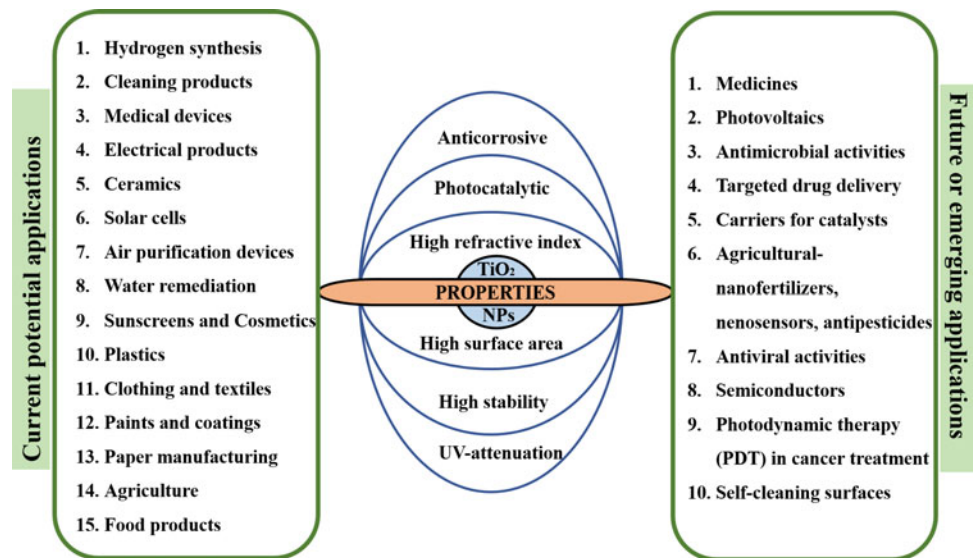 Current potential applications
1. Hydrogen synthesis
2. Cleaning products
3. Medical devices
4. Electrical products
5. Ceramics
6. Solar cells
7. Air purification devices
8. Water remediation
9. Sunscreens and Cosmetics
10. Plastics
11. Clothing and textiles
12. Paints and coatings
13. Paper manufacturing
14. Agriculture
15. Food products
Anticorrosive
Photocatalytic
High refractive index
TiO₂
PROPERTIES
NPs
High surface area
High stability
UV-attenuation
1. Medicines
2. Photovoltaics
3. Antimicrobial activities
4. Targeted drug delivery
5. Carriers for catalysts
6. Agricultural-
nanofertilizers,
nenosensors, antipesticides
7. Antiviral activities
8. Semiconductors
9. Photodynamic therapy
(PDT) in cancer treatment
10. Self-cleaning surfaces
Future or emerging applications